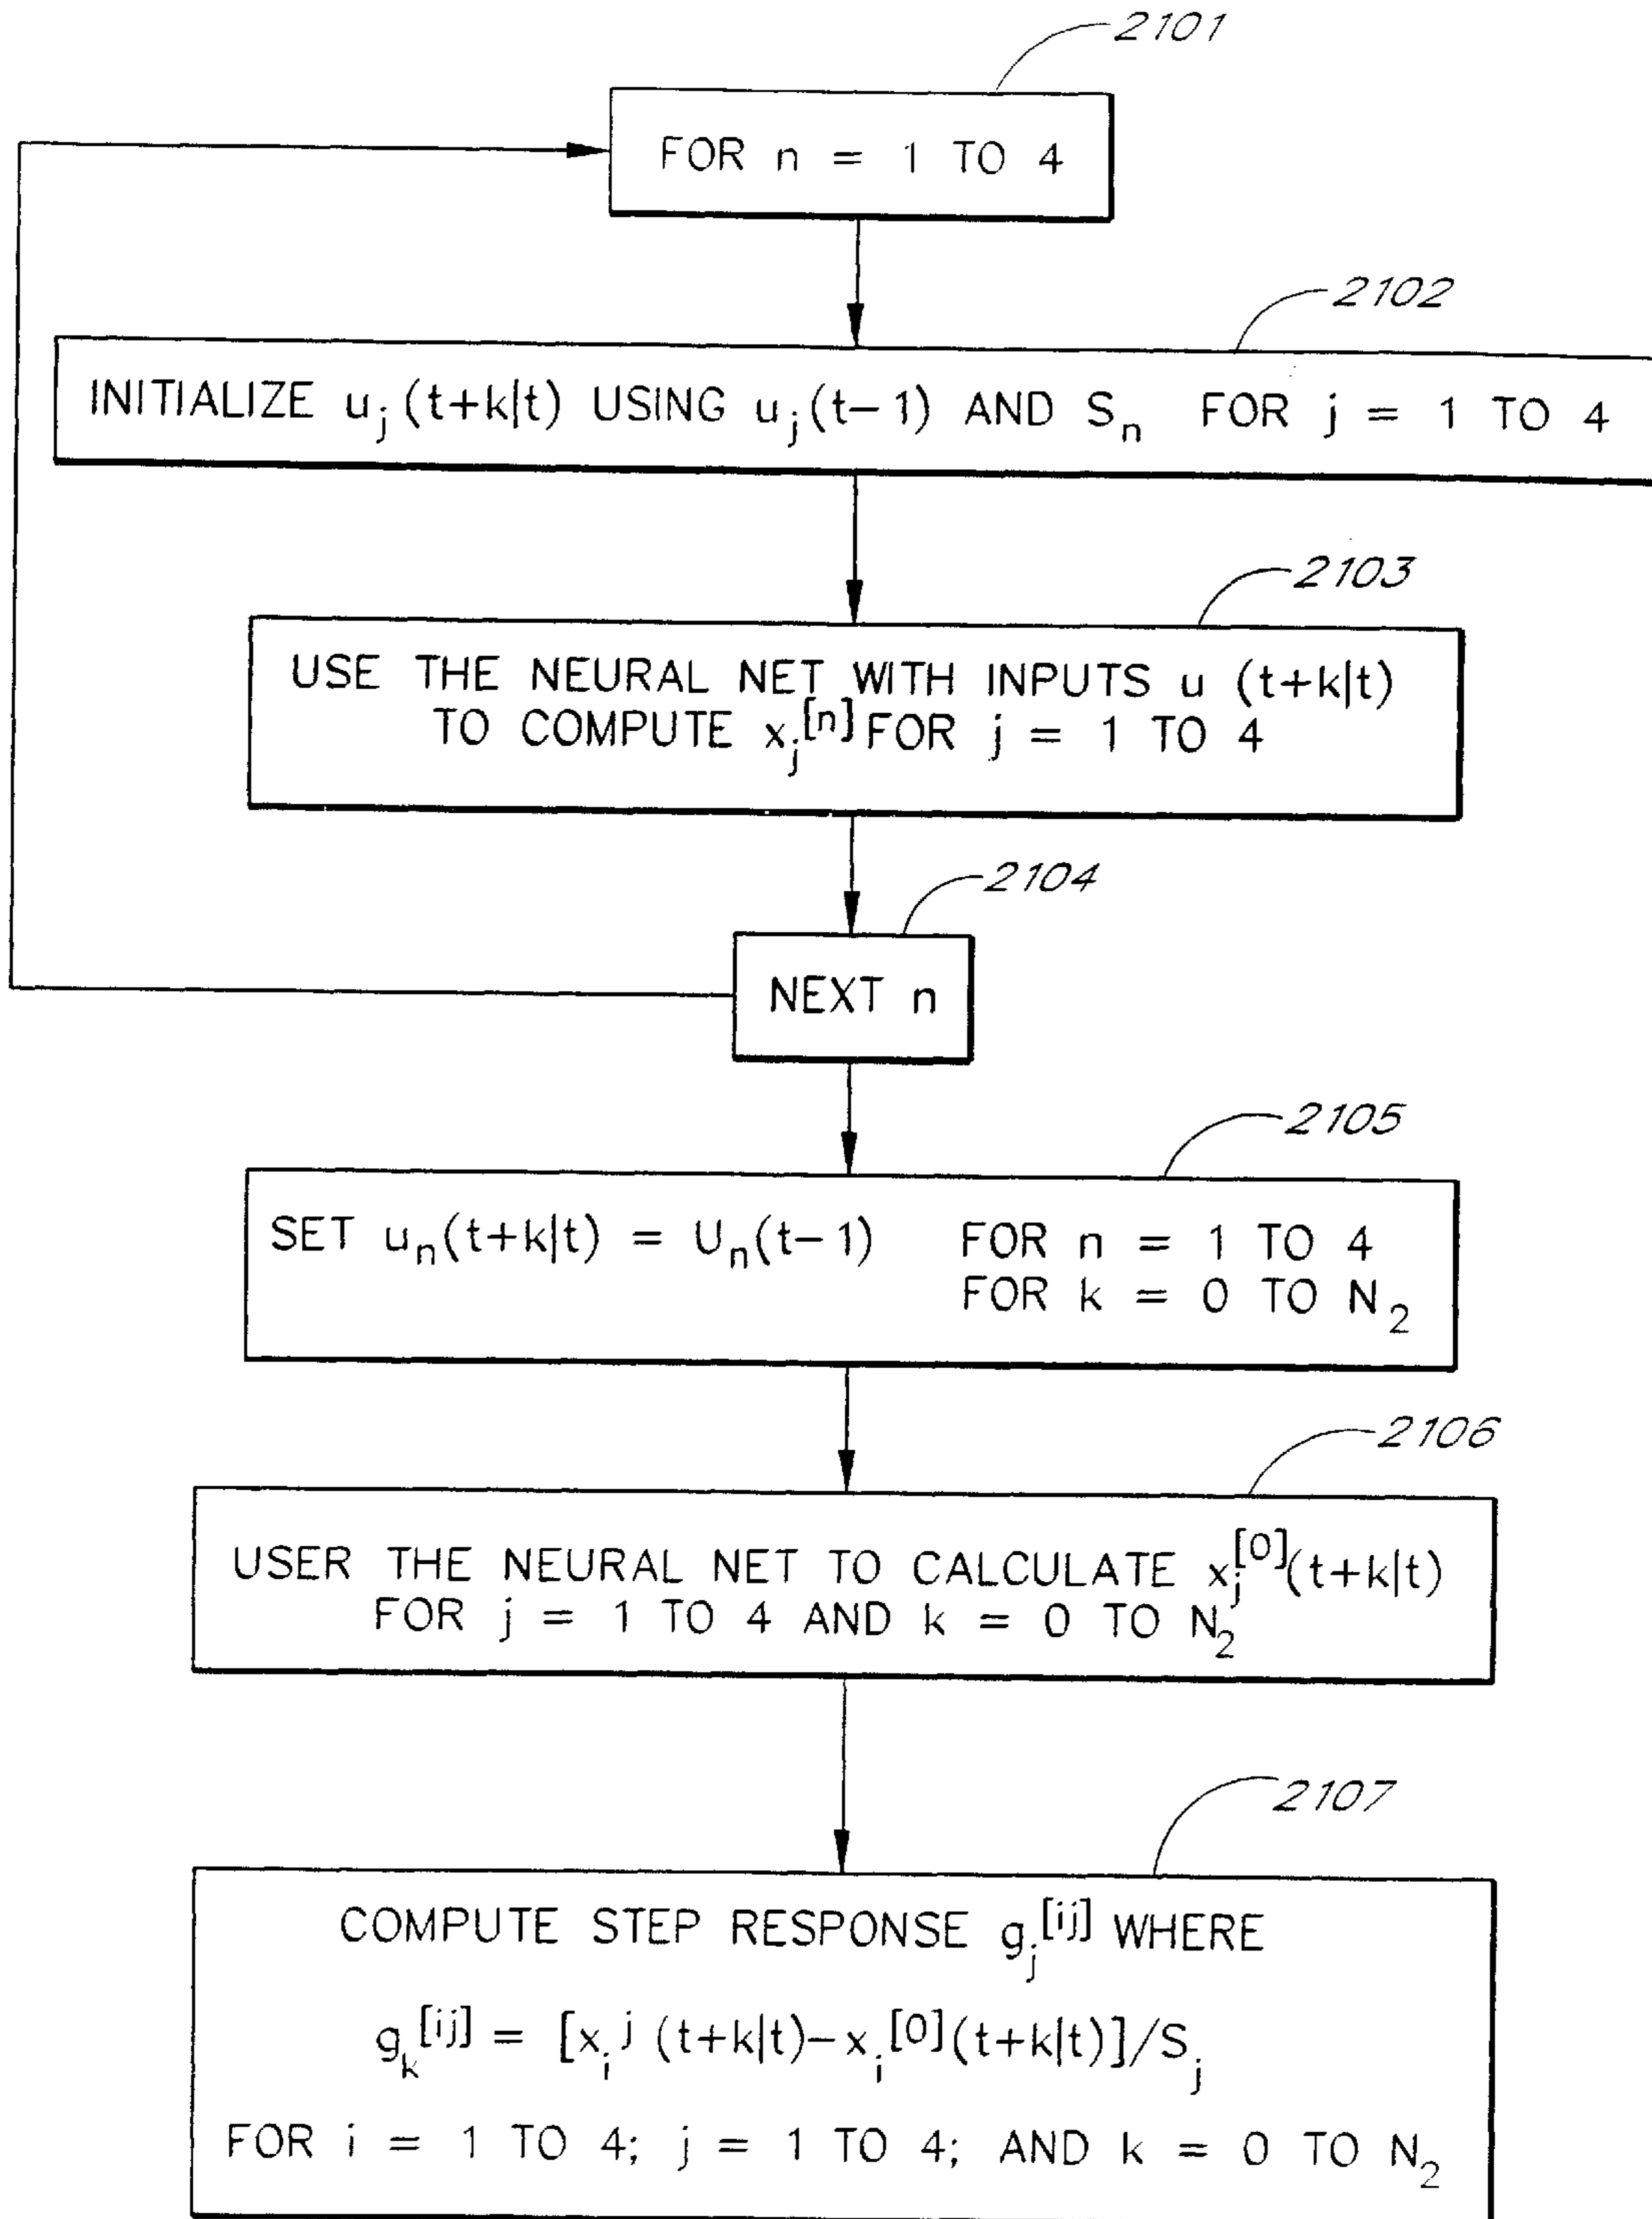 2101
FOR n = 1 TO 4
2102
INITIALIZE u_j(t+k|t) USING u_j(t-1) AND S_n FOR j = 1 TO 4
2103
USE THE NEURAL NET WITH INPUTS u (t+k|t)
TO COMPUTE x_j^[n] FOR j = 1 TO 4
2104
NEXT n
2105
SET u_n(t+k|t) = U_n(t-1) FOR n = 1 TO 4
FOR k = 0 TO N_2
2106
USER THE NEURAL NET TO CALCULATE x_j^[0](t+k|t)
FOR j = 1 TO 4 AND k = 0 TO N_2
2107
COMPUTE STEP RESPONSE g_j^[ij] WHERE
g_k^[ij] = [x_i^j (t+k|t)-x_i^[0](t+k|t)]/S_j
FOR i = 1 TO 4; j = 1 TO 4; AND k = 0 TO N_2